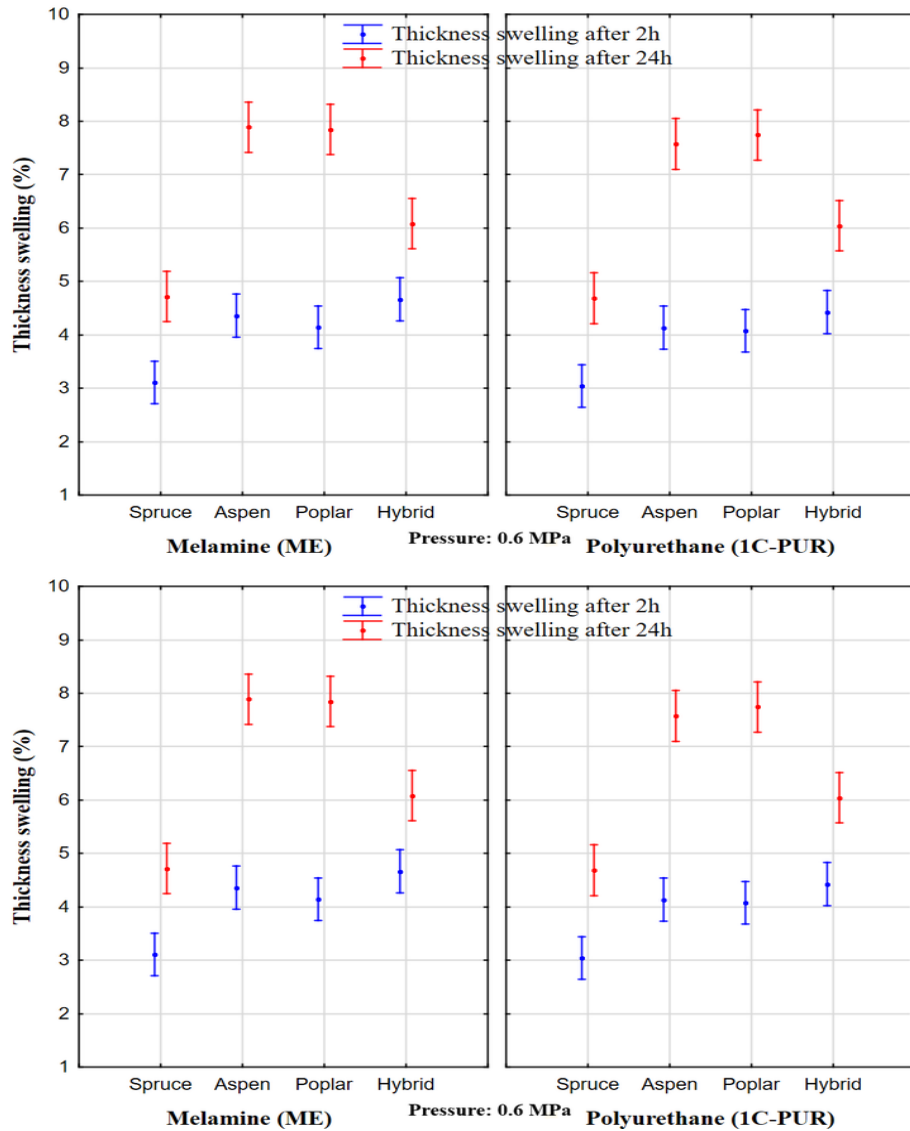 10
Thickness swelling after 2h
Thickness swelling after 24h
9
8
7
6
5
4
3
2
1
Thickness swelling (%)
Spruce Aspen Poplar Hybrid Spruce Aspen Poplar Hybrid
Melamine (ME) Pressure: 0.6 MPa Polyurethane (1C-PUR)
10
Thickness swelling after 2h
Thickness swelling after 24h
9
8
7
6
5
4
3
2
1
Thickness swelling (%)
Spruce Aspen Poplar Hybrid Spruce Aspen Poplar Hybrid
Melamine (ME) Pressure: 0.6 MPa Polyurethane (1C-PUR)